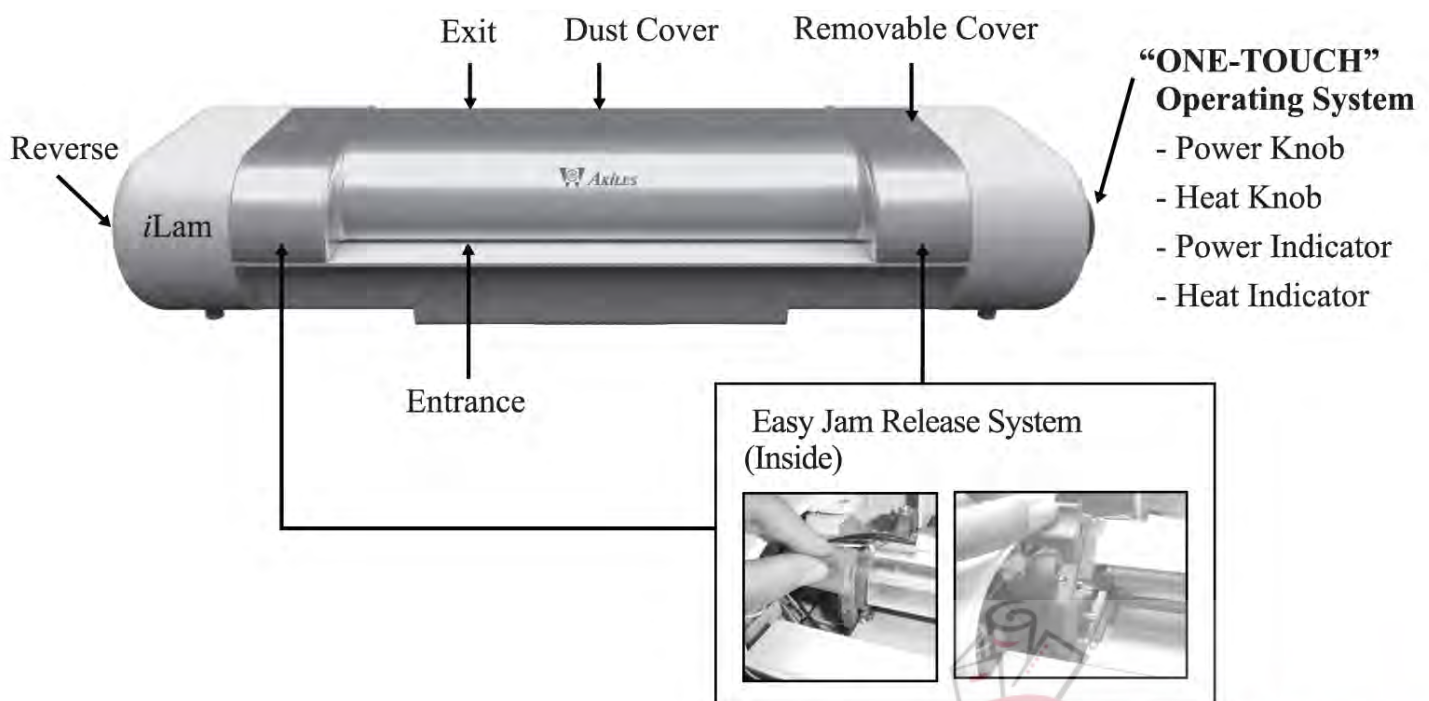 Exit
Dust Cover
Removable Cover
“ONE-TOUCH”
Operating System
- Power Knob
- Heat Knob
- Power Indicator
- Heat Indicator
Reverse
AKILES
iLam
Entrance
Easy Jam Release System
(Inside)